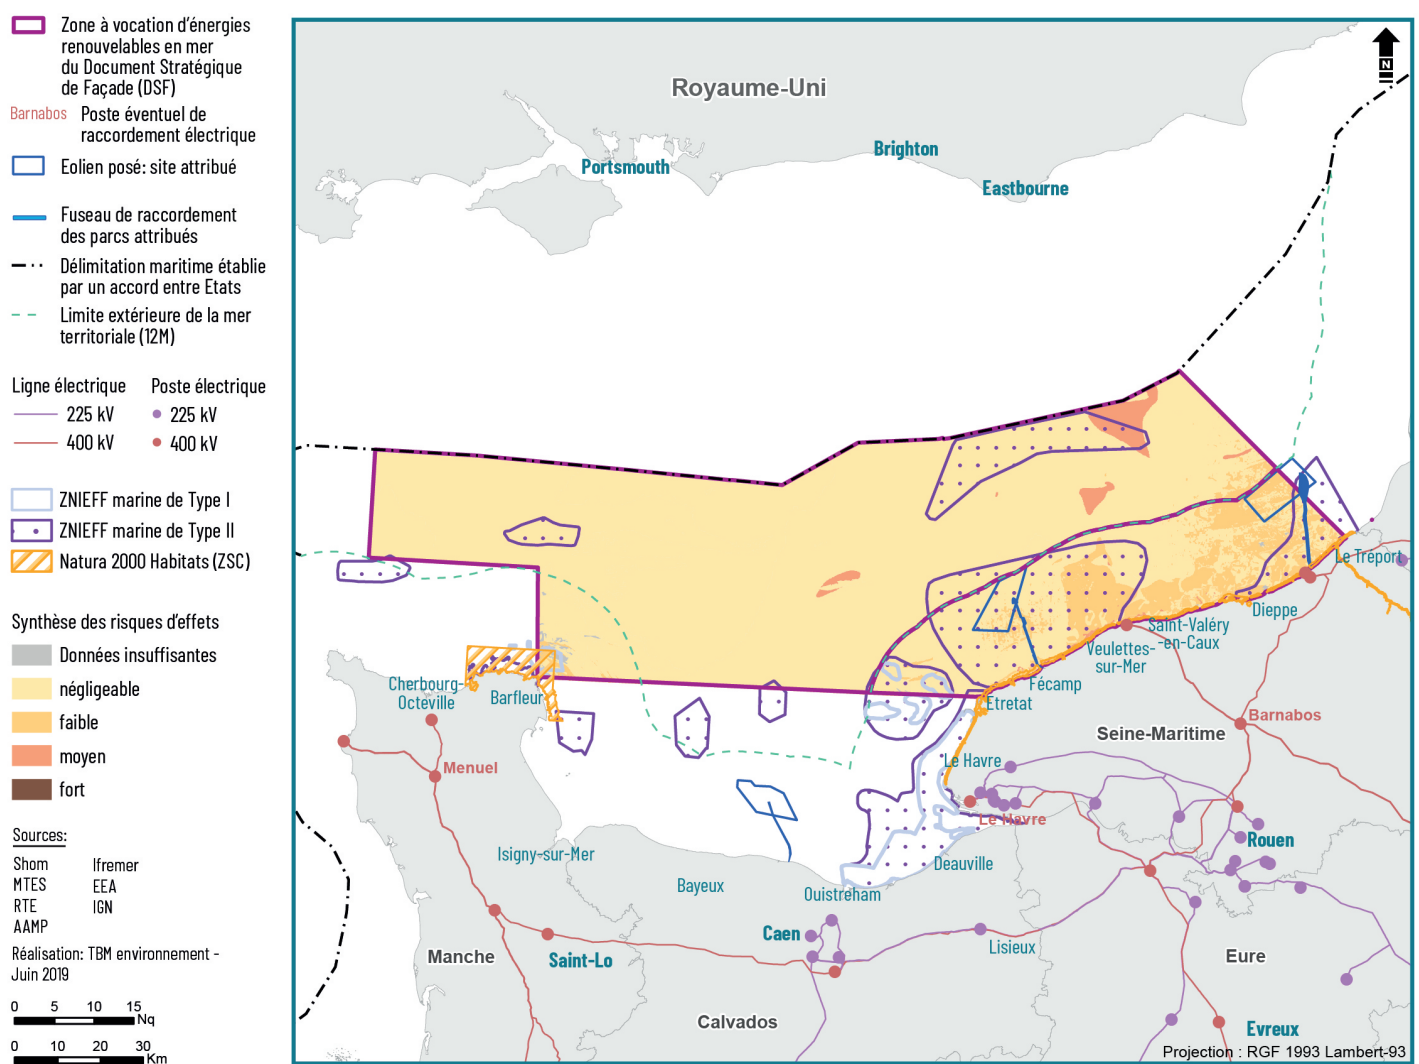 Zone à vocation d'énergies
renouvelables en mer
du Document Stratégique
de Façade (DSF)
Barnabos Poste éventuel de
raccordement électrique
Eolien posé: site attribué
Fuseau de raccordement
des parcs attribués
Délimitation maritime établie
par un accord entre Etats
Limite extérieure de la mer
territoriale (12M)
Ligne électrique Poste électrique
225 kV 225 kV
400 kV 400 kV
ZNIEFF marine de Type I
ZNIEFF marine de Type II
Natura 2000 Habitats (ZSC)
Synthèse des risques d'effets
Données insuffisantes
négligeable
faible
moyen
fort
Sources:
Shom Ifremer
MTES EEA
RTE IGN
AAMP
Réalisation: TBM environnement -
Juin 2019
0 5 10 15
Nq
0 10 20 30
Km
N
Royaume-Uni
Portsmouth
Brighton
Eastbourne
Le Tréport
Dieppe
Saint-Valéry
-en-Caux
Veulettes-
sur-Mer
Fécamp
Etretat
Cherbourg-
Octeville
Barfleur
Barnabos
Seine-Maritime
Menuel
Le Havre
Le Havre
Rouen
Isigny-sur-Mer
Deauville
Bayeux
Ouistreham
Caen
Lisieux
Manche
Saint-Lo
Eure
Calvados
Evreux
Projection : RGF 1993 Lambert-93